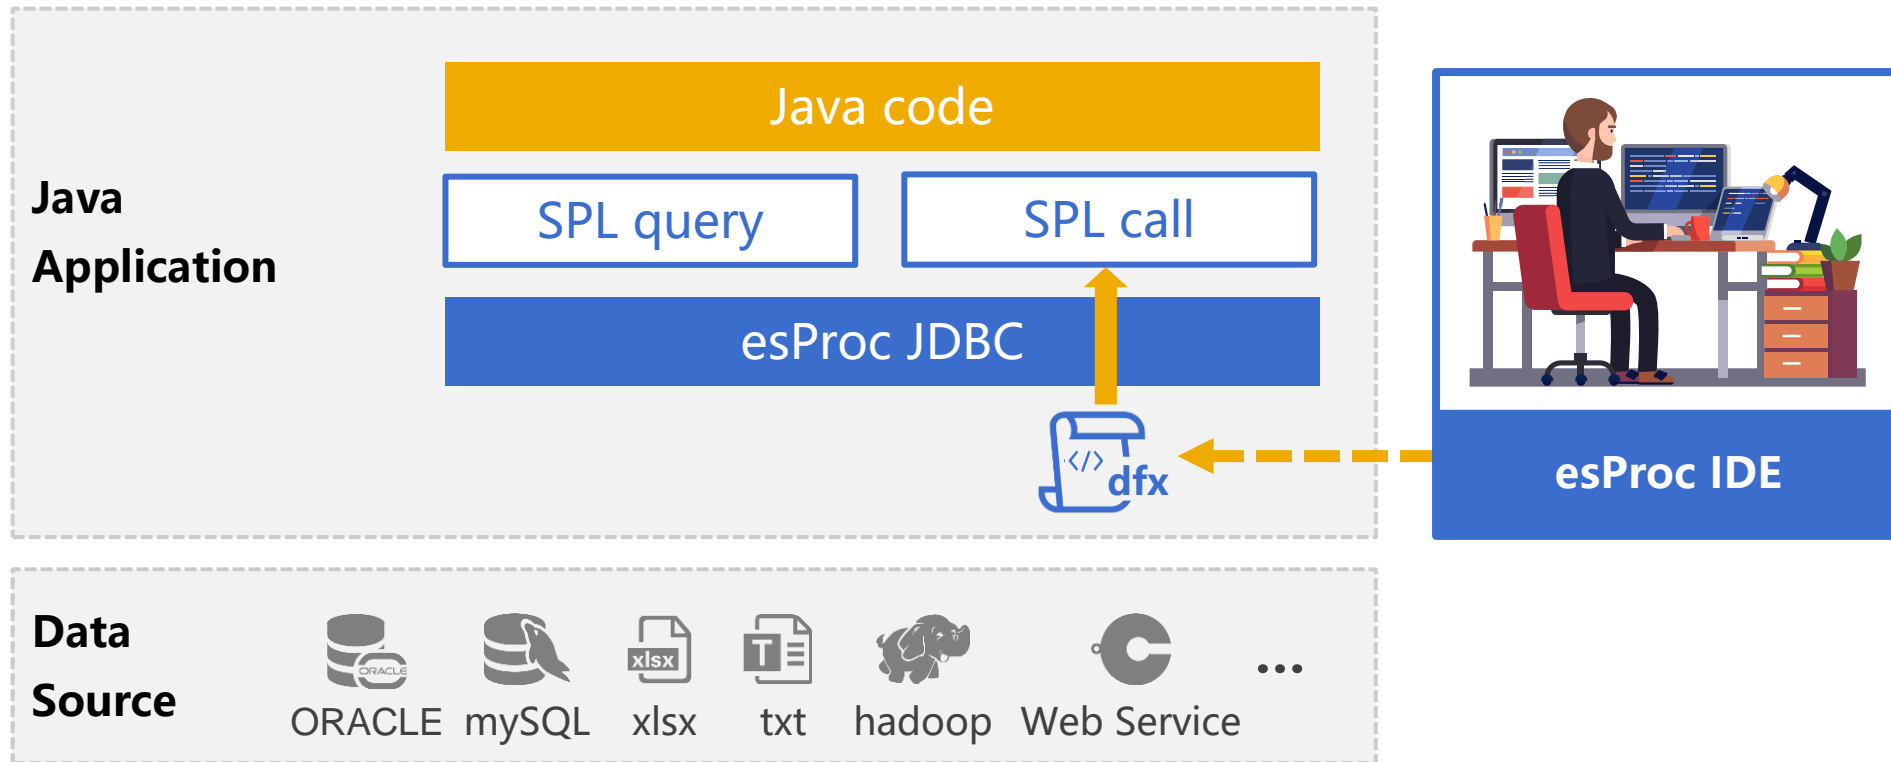 Java code
SPL query
SPL call
Java
Application
esProc JDBC
</>
dfx
esProc IDE
Data
Source
ORACLE
xlsx
T
ORACLE
mySQL
xlsx
txt
hadoop
Web Service
...